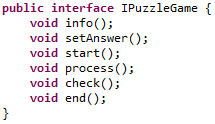 public interface IPuzzleGame {
    void info();
    void setAnswer();
    void start();
    void process();
    void check();
    void end();
}